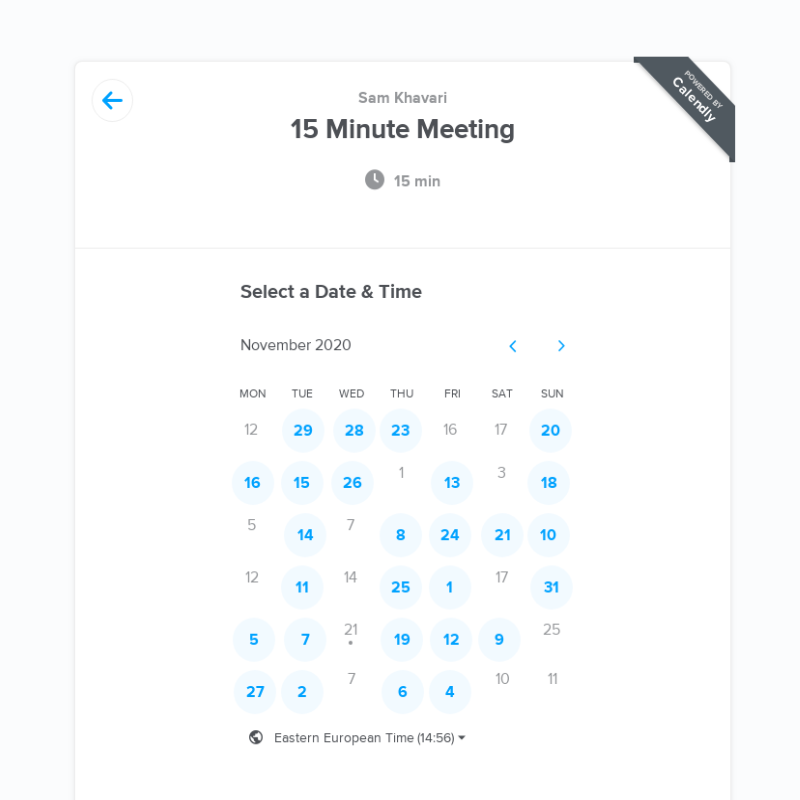 POWERED BY
Calendly
Sam Khavari
15 Minute Meeting
15 min
Select a Date & Time
November 2020
MON TUE WED THU FRI SAT SUN
12 29 28 23 16 17 20
16 15 26 1 13 3 18
5 14 7 8 24 21 10
12 11 14 25 1 17 31
5 7 21 19 12 9 25
27 2 7 6 4 10 11
Eastern European Time (14:56)